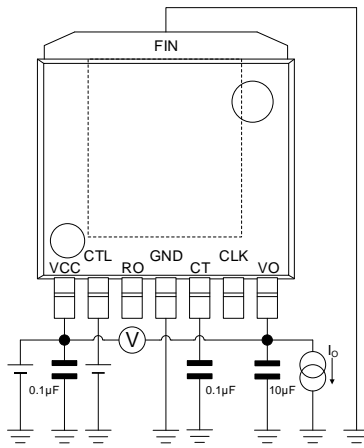 FIN
CTL GND CLK
VCC RO CT VO
V
Io
0.1µF 0.1µF 10µF